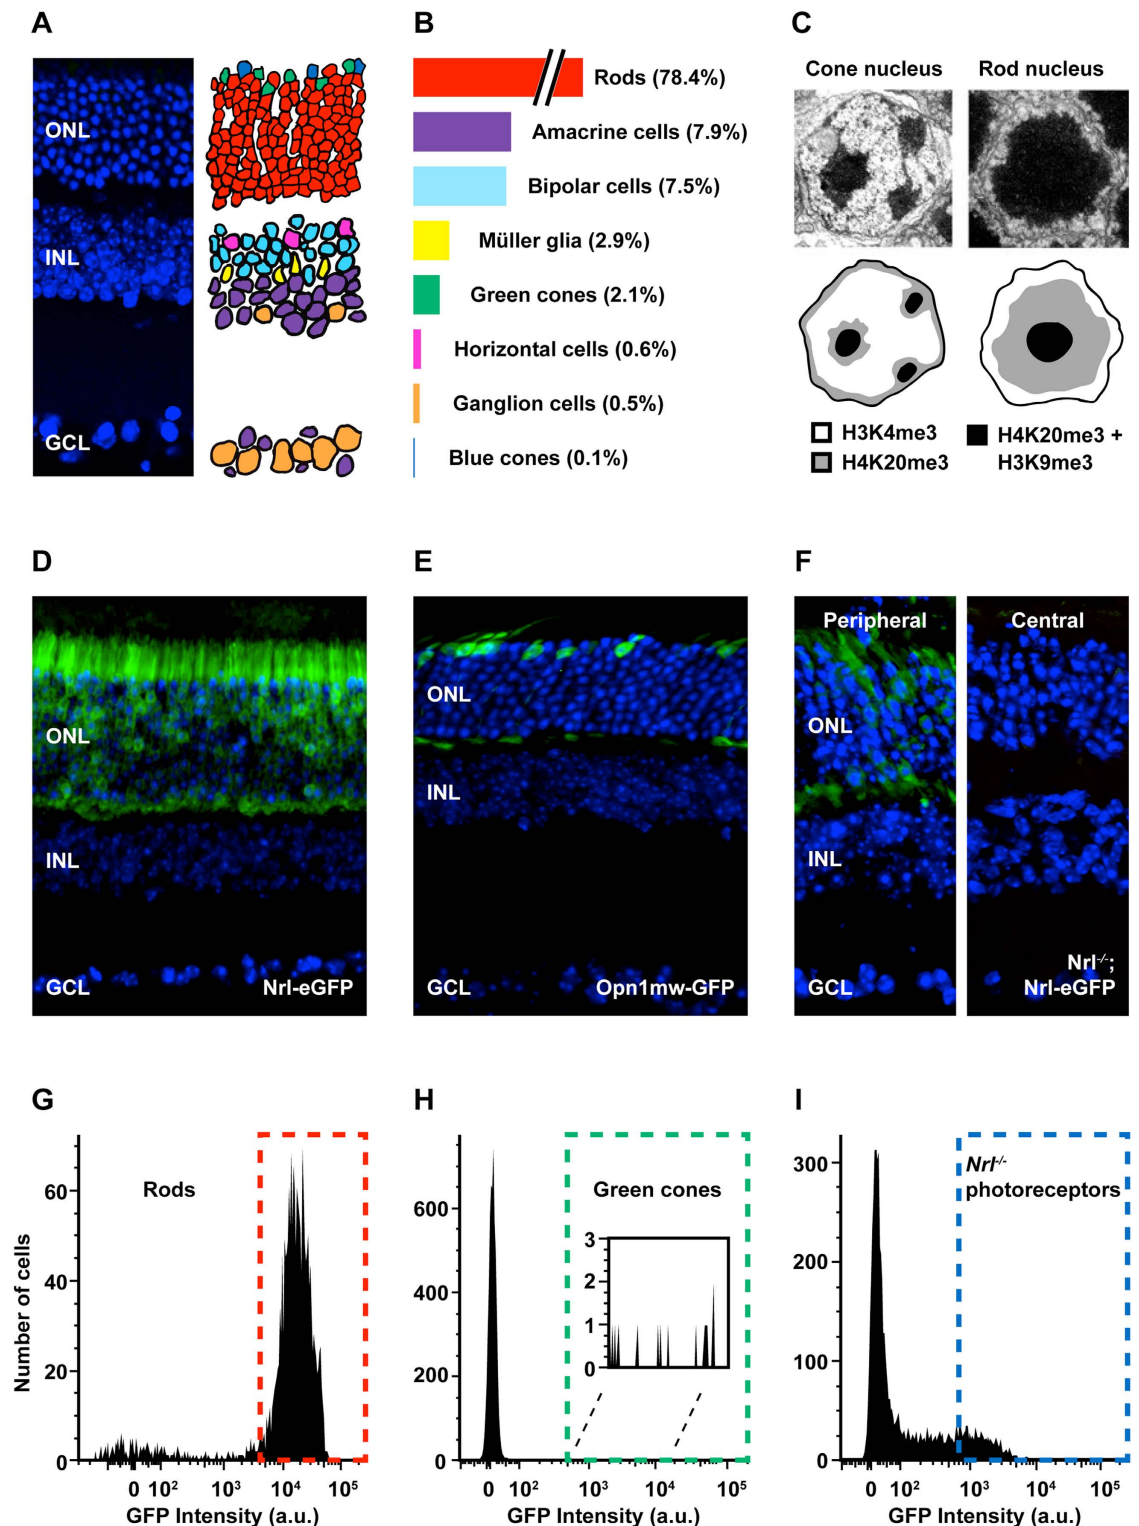 A
ONL
INL
GCL
B
Rods (78.4%)
Amacrine cells (7.9%)
Bipolar cells (7.5%)
Müller glia (2.9%)
Green cones (2.1%)
Horizontal cells (0.6%)
Ganglion cells (0.5%)
Blue cones (0.1%)
C
Cone nucleus
Rod nucleus
H3K4me3
H4K20me3
H4K20me3 +
H3K9me3
D
ONL
INL
GCL
Nrl-eGFP
E
ONL
INL
GCL
Opn1mw-GFP
F
Peripheral
Central
ONL
INL
GCL
Nrl-/-;
Nrl-eGFP
G
Number of cells
60
40
20
0
Rods
0 10² 10³ 10⁴ 10⁵
GFP Intensity (a.u.)
H
600
400
200
0
Green cones
3
2
1
0
0 10³ 10⁴ 10⁵
GFP Intensity (a.u.)
I
300
200
100
0
Nrl-/-
photoreceptors
0 10² 10³ 10⁴ 10⁵
GFP Intensity (a.u.)